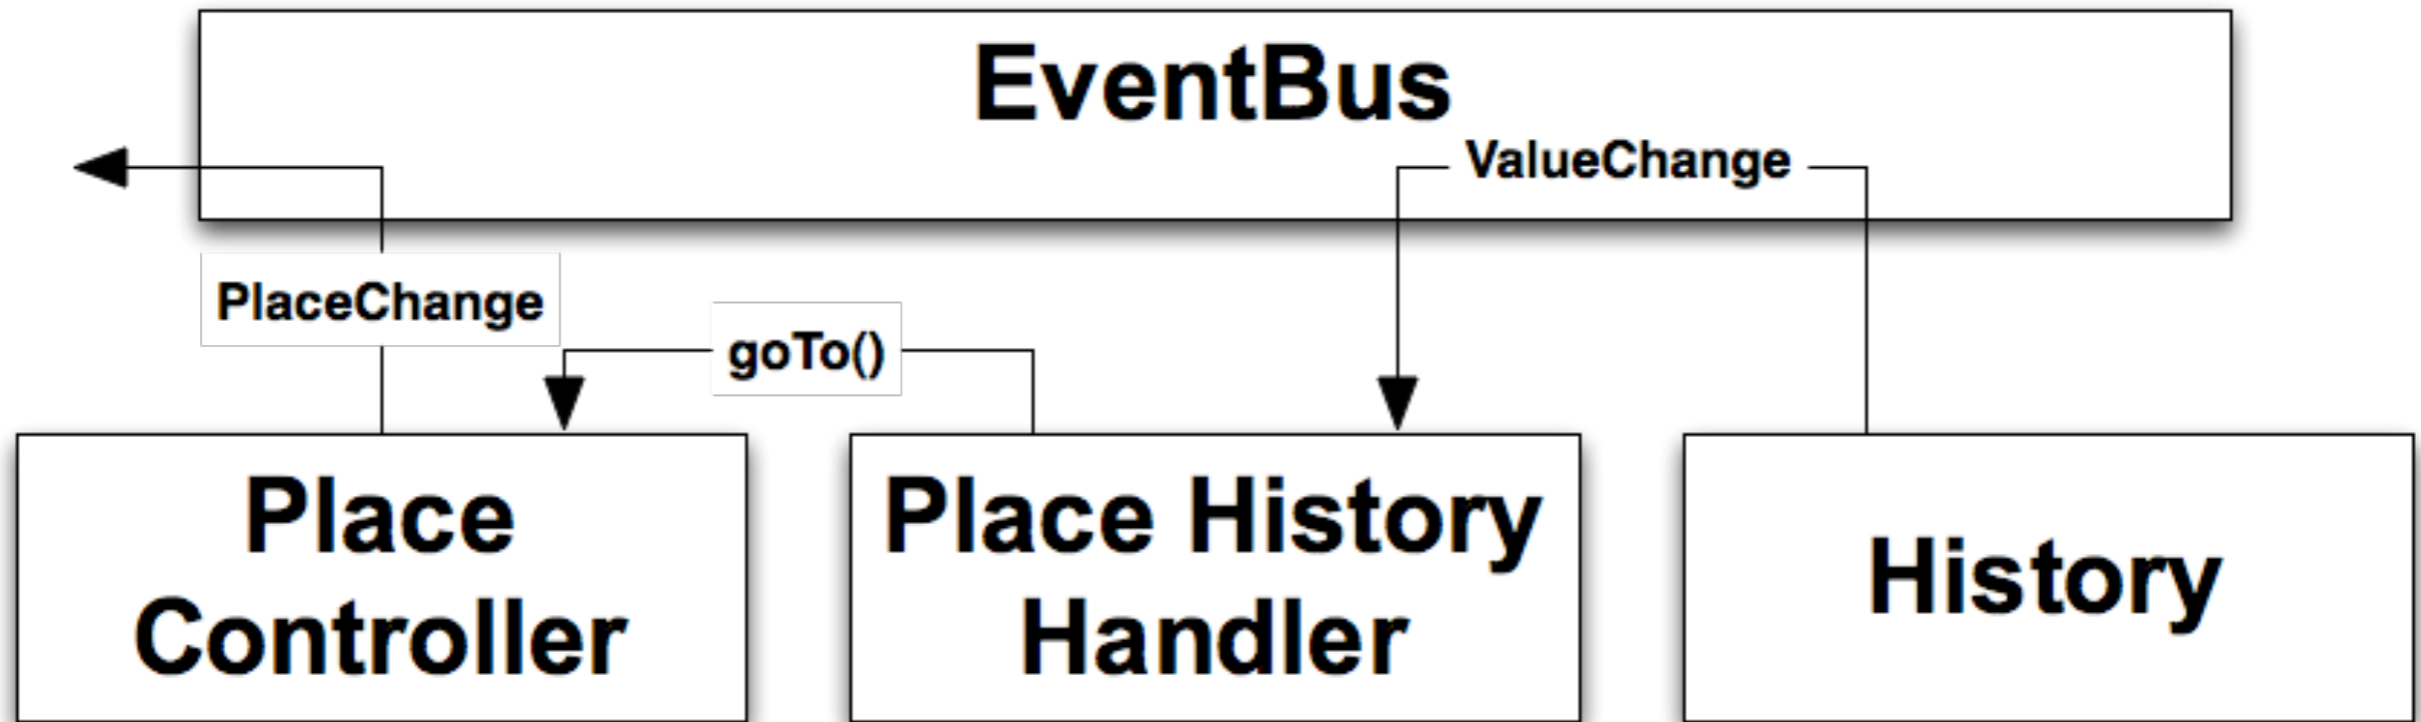 EventBus
ValueChange
PlaceChange
goTo()
Place
Controller
Place History
Handler
History